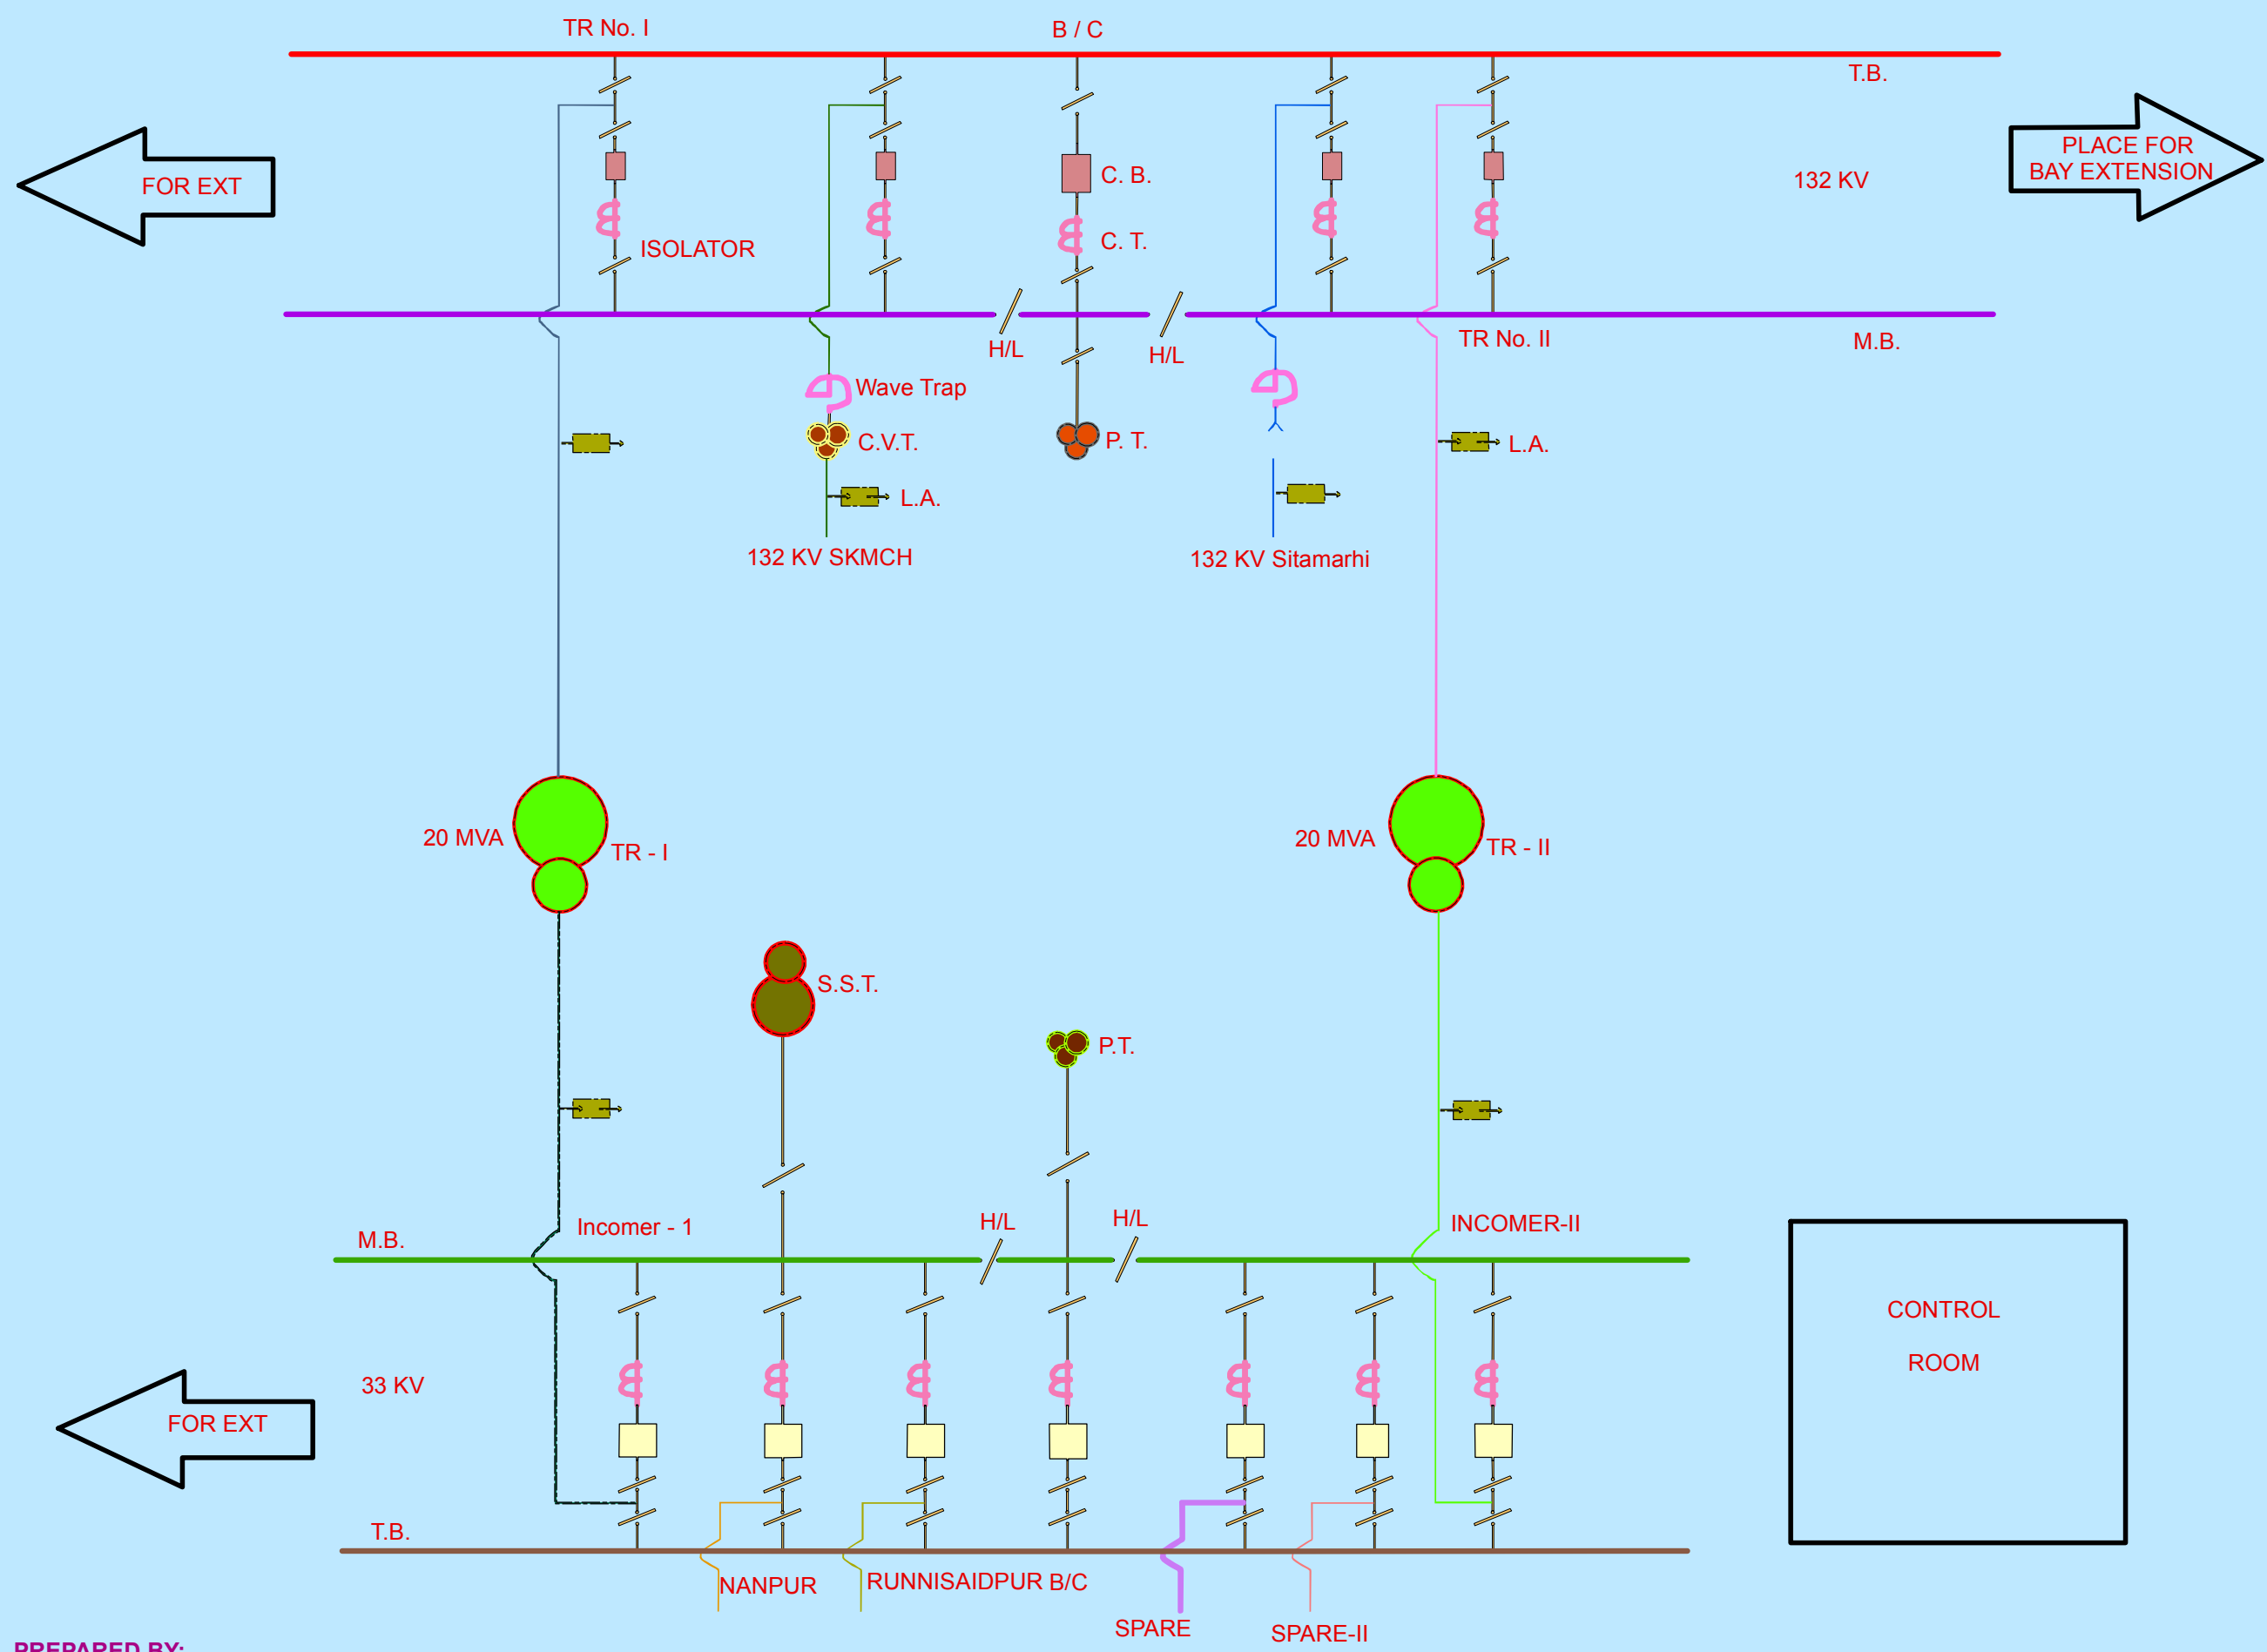 TR No. I
B / C
T.B.
FOR EXT
PLACE FOR
BAY EXTENSION
132 KV
C. B.
C. T.
ISOLATOR
H/L
H/L
TR No. II
M.B.
Wave Trap
C.V.T.
P. T.
L.A.
L.A.
132 KV SKMCH
132 KV Sitamarhi
20 MVA
TR - I
20 MVA
TR - II
S.S.T.
P.T.
Incomer - 1
H/L
H/L
INCOMER-II
M.B.
CONTROL
ROOM
33 KV
FOR EXT
T.B.
NANPUR
RUNNISAIDPUR
B/C
SPARE
SPARE-II
PREPARED BY: